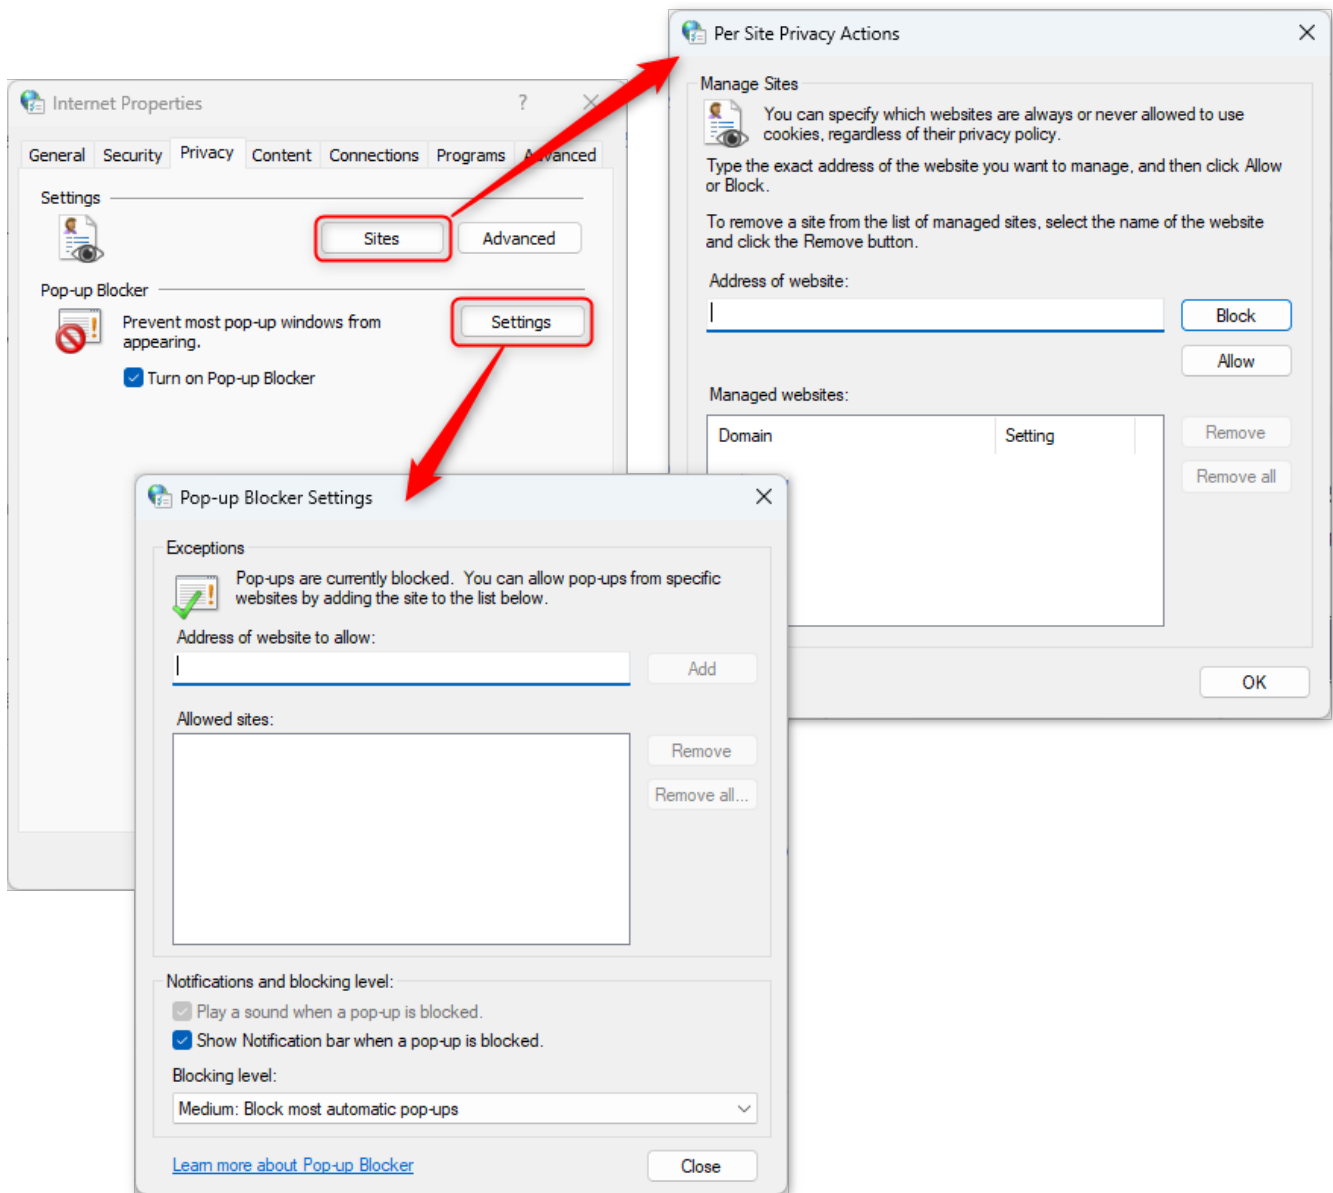 Internet Properties
?
General Security Privacy Content Connections Programs Advanced
Settings
Sites Advanced
Pop-up Blocker
Prevent most pop-up windows from
appearing.
Settings
Turn on Pop-up Blocker
Per Site Privacy Actions
Manage Sites
You can specify which websites are always or never allowed to use
cookies, regardless of their privacy policy.
Type the exact address of the website you want to manage, and then click Allow
or Block.
To remove a site from the list of managed sites, select the name of the website
and click the Remove button.
Address of website:
Block
Allow
Managed websites:
Domain Setting
Remove
Remove all
OK
Pop-up Blocker Settings
Exceptions
Pop-ups are currently blocked. You can allow pop-ups from specific
websites by adding the site to the list below.
Address of website to allow:
Add
Allowed sites:
Remove
Remove all...
Notifications and blocking level:
Play a sound when a pop-up is blocked.
Show Notification bar when a pop-up is blocked.
Blocking level:
Medium: Block most automatic pop-ups
Learn more about Pop-up Blocker
Close